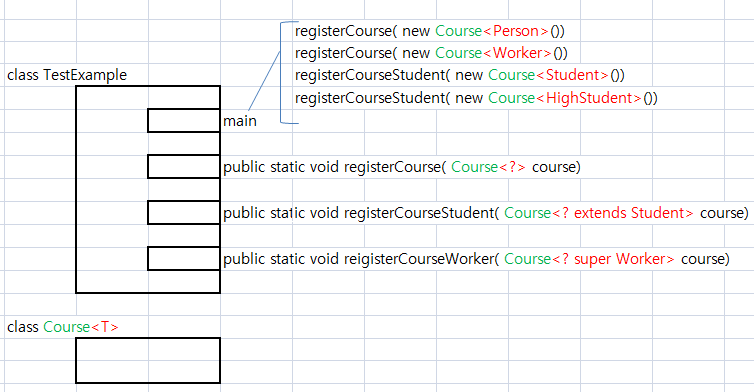 registerCourse( new Course<Person>())
registerCourse( new Course<Worker>())
class TestExample
registerCourseStudent( new Course<Student>())
registerCourseStudent( new Course<HighStudent>())
main
public static void registerCourse( Course<?> course)
public static void registerCourseStudent( Course<? extends Student> course)
public static void reigisterCourseWorker( Course<? super Worker> course)
class Course<T>